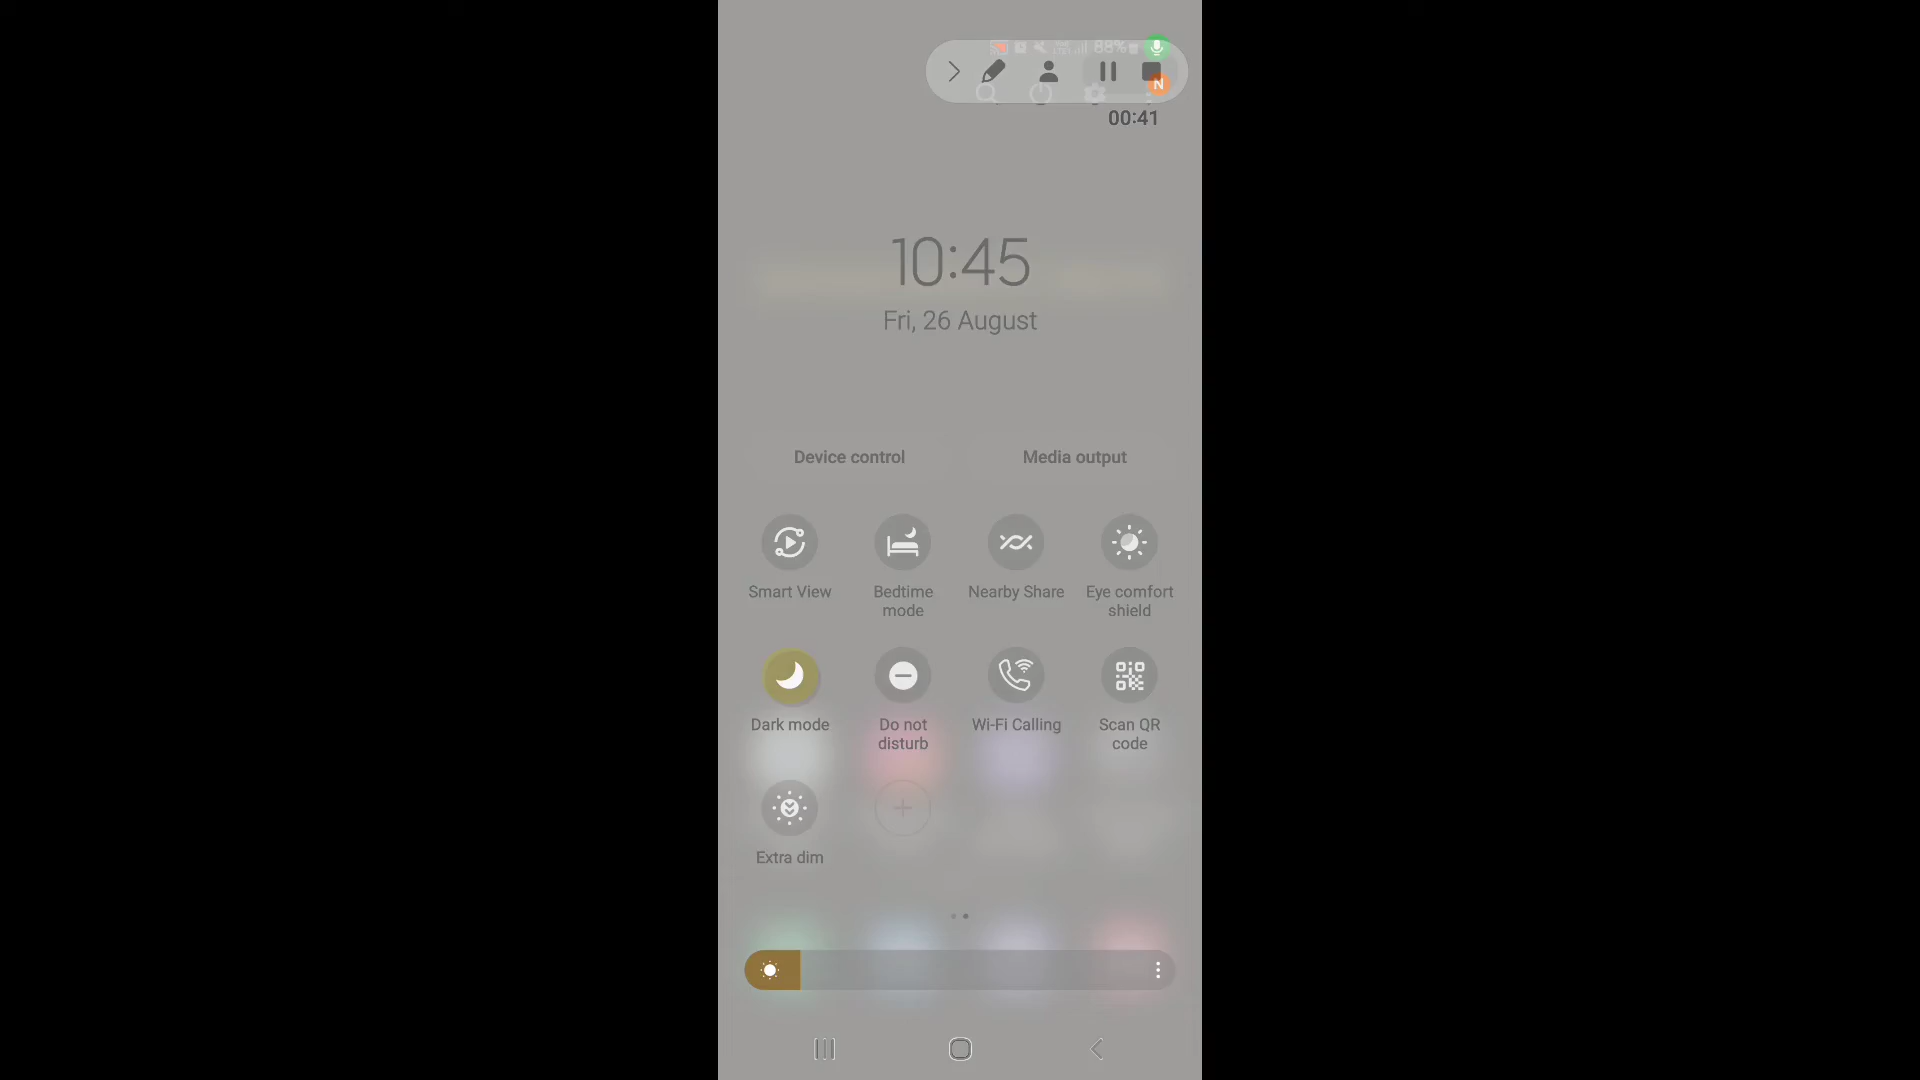 88%
N
00:41
10:45
Fri, 26 August
Device control
Media output
Smart View
Bedtime
mode
Nearby Share
Eye comfort
shield
Dark mode
Do not
disturb
Wi-Fi Calling
Scan QR
code
Extra dim